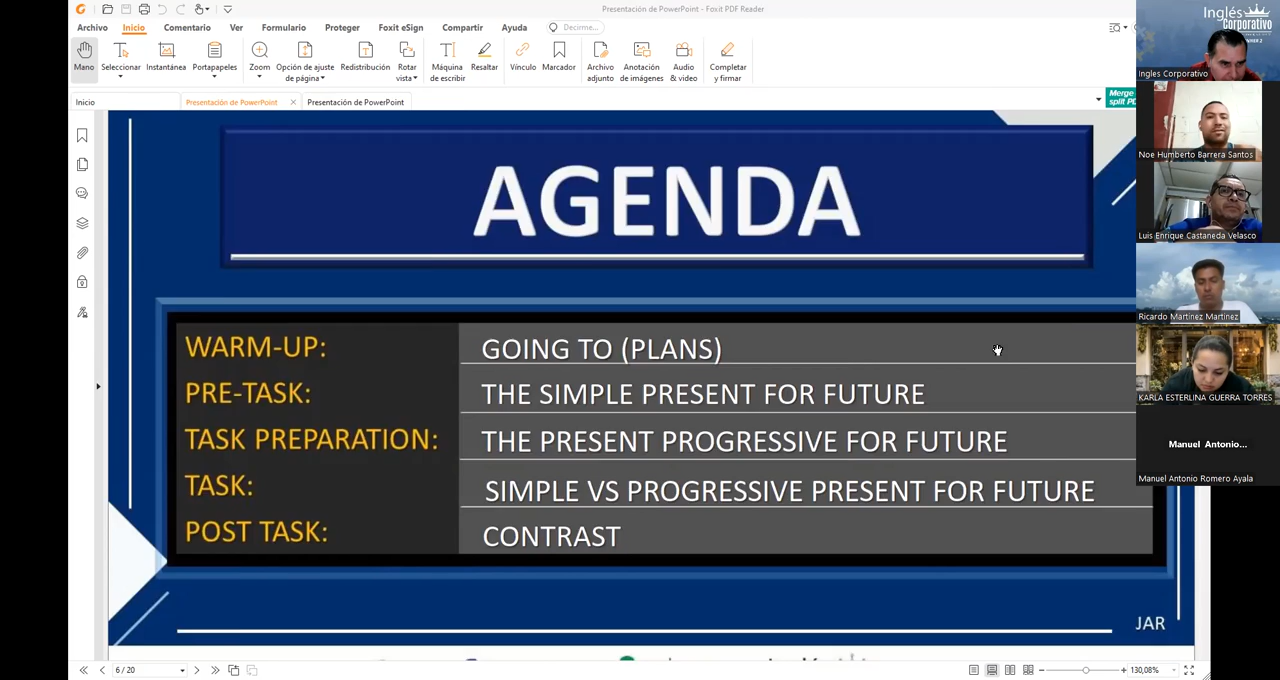 Presentación de PowerPoint - Foxit PDF Reader
Archivo Inicio Comentario Ver Formulario Proteger Foxit eSign Compartir Ayuda Decirme...
Mano Seleccionar Instantánea Portapapeles Zoom Opción de ajuste de página Redistribución Rotar vista Máquina de escribir Resaltar Vínculo Marcador Archivo adjunto Anotación de imágenes Audio & video Completar y firmar
Inicio Presentación de PowerPoint Presentación de PowerPoint
Merge
split
AGENDA
WARM-UP: GOING TO (PLANS)
PRE-TASK: THE SIMPLE PRESENT FOR FUTURE
TASK PREPARATION: THE PRESENT PROGRESSIVE FOR FUTURE
TASK: SIMPLE VS PROGRESSIVE PRESENT FOR FUTURE
POST TASK: CONTRAST
JAR
6 / 20
130,08%
Inglés
Corporativo
Ingles Corporativo
Noe Humberto Barrera Santos
Luis Enrique Castaneda Velasco
Ricardo Martínez Martinez
KARLA ESTERLINA GUERRA TORRES
Manuel Antonio...
Manuel Antonio Romero Ayala